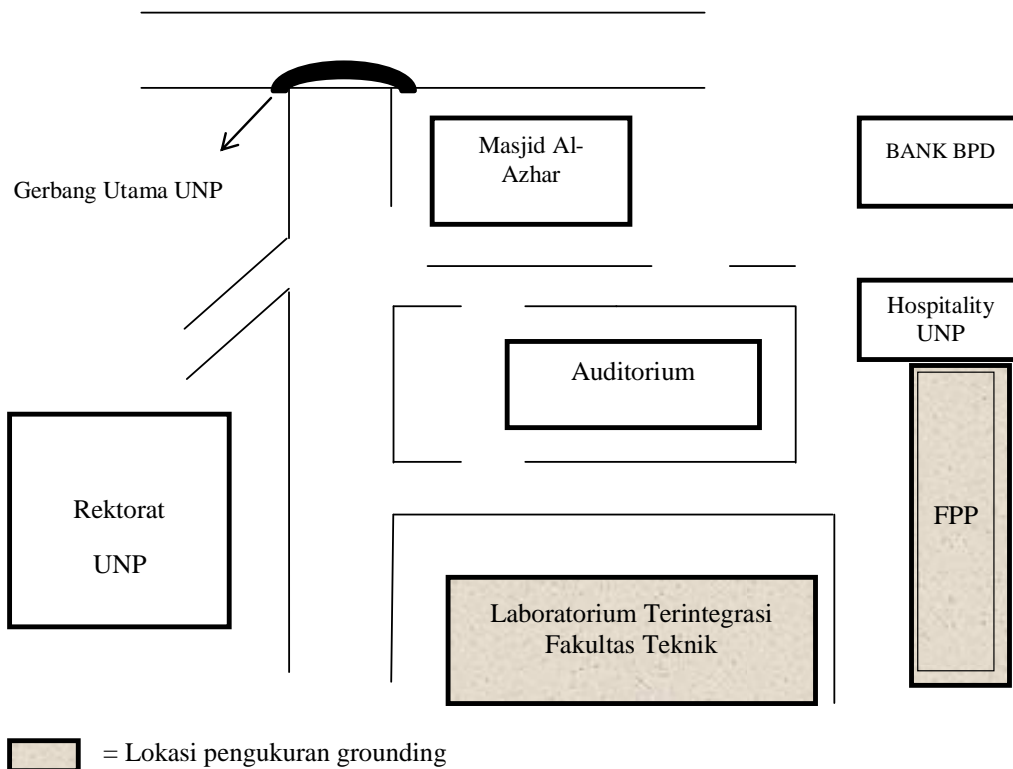 Gerbang Utama UNP
Masjid Al-
Azhar
BANK BPD
Hospitality
UNP
Auditorium
Rektorat
UNP
FPP
Laboratorium Terintegrasi
Fakultas Teknik
= Lokasi pengukuran grounding